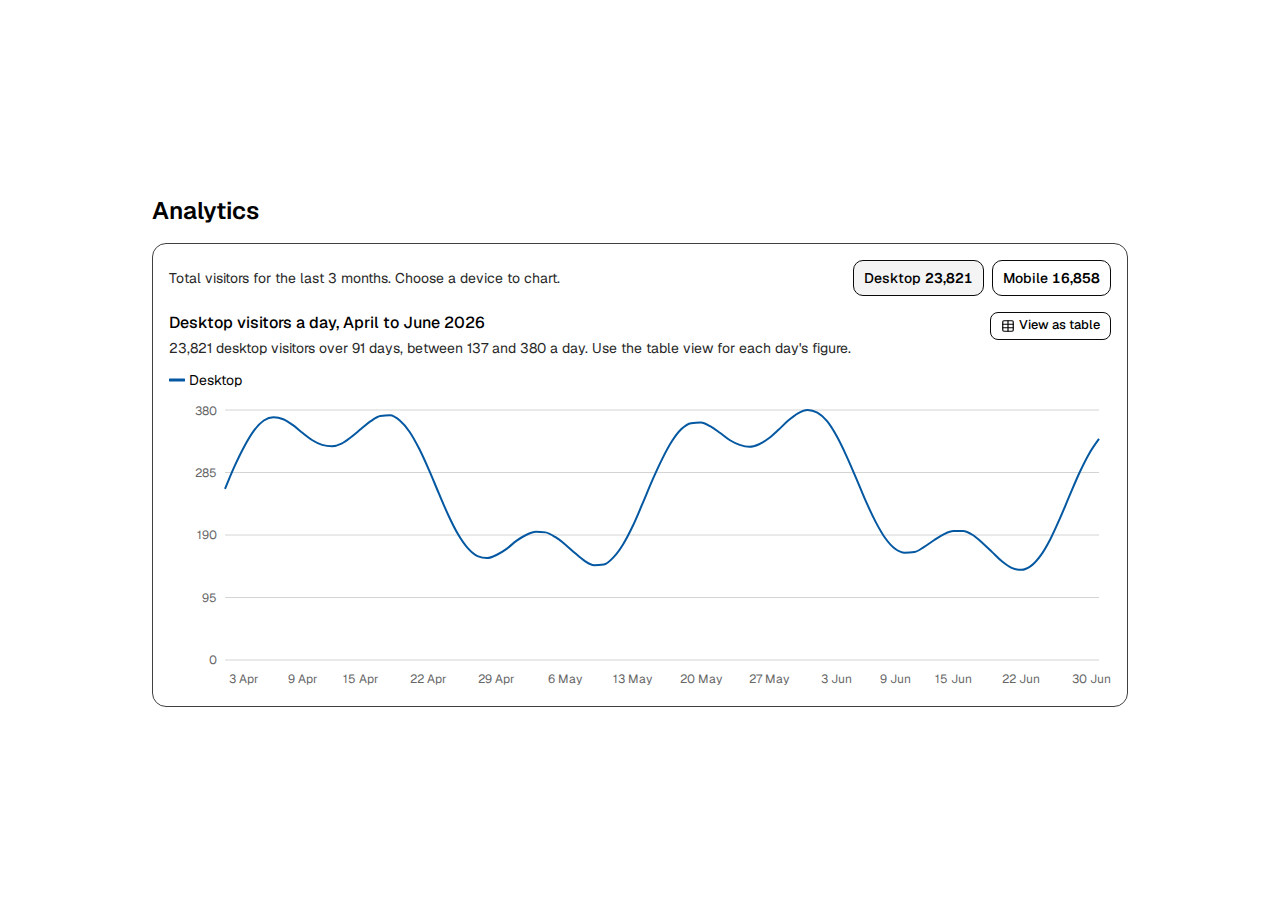 Analytics
Total visitors for the last 3 months. Choose a device to chart.
Desktop 23,821
Mobile 16,858
Desktop visitors a day, April to June 2026
View as table
23,821 desktop visitors over 91 days, between 137 and 380 a day. Use the table view for each day's figure.
Desktop
380
285
190
95
0
3 Apr 9 Apr 15 Apr 22 Apr 29 Apr 6 May 13 May 20 May 27 May 3 Jun 9 Jun 15 Jun 22 Jun 30 Jun